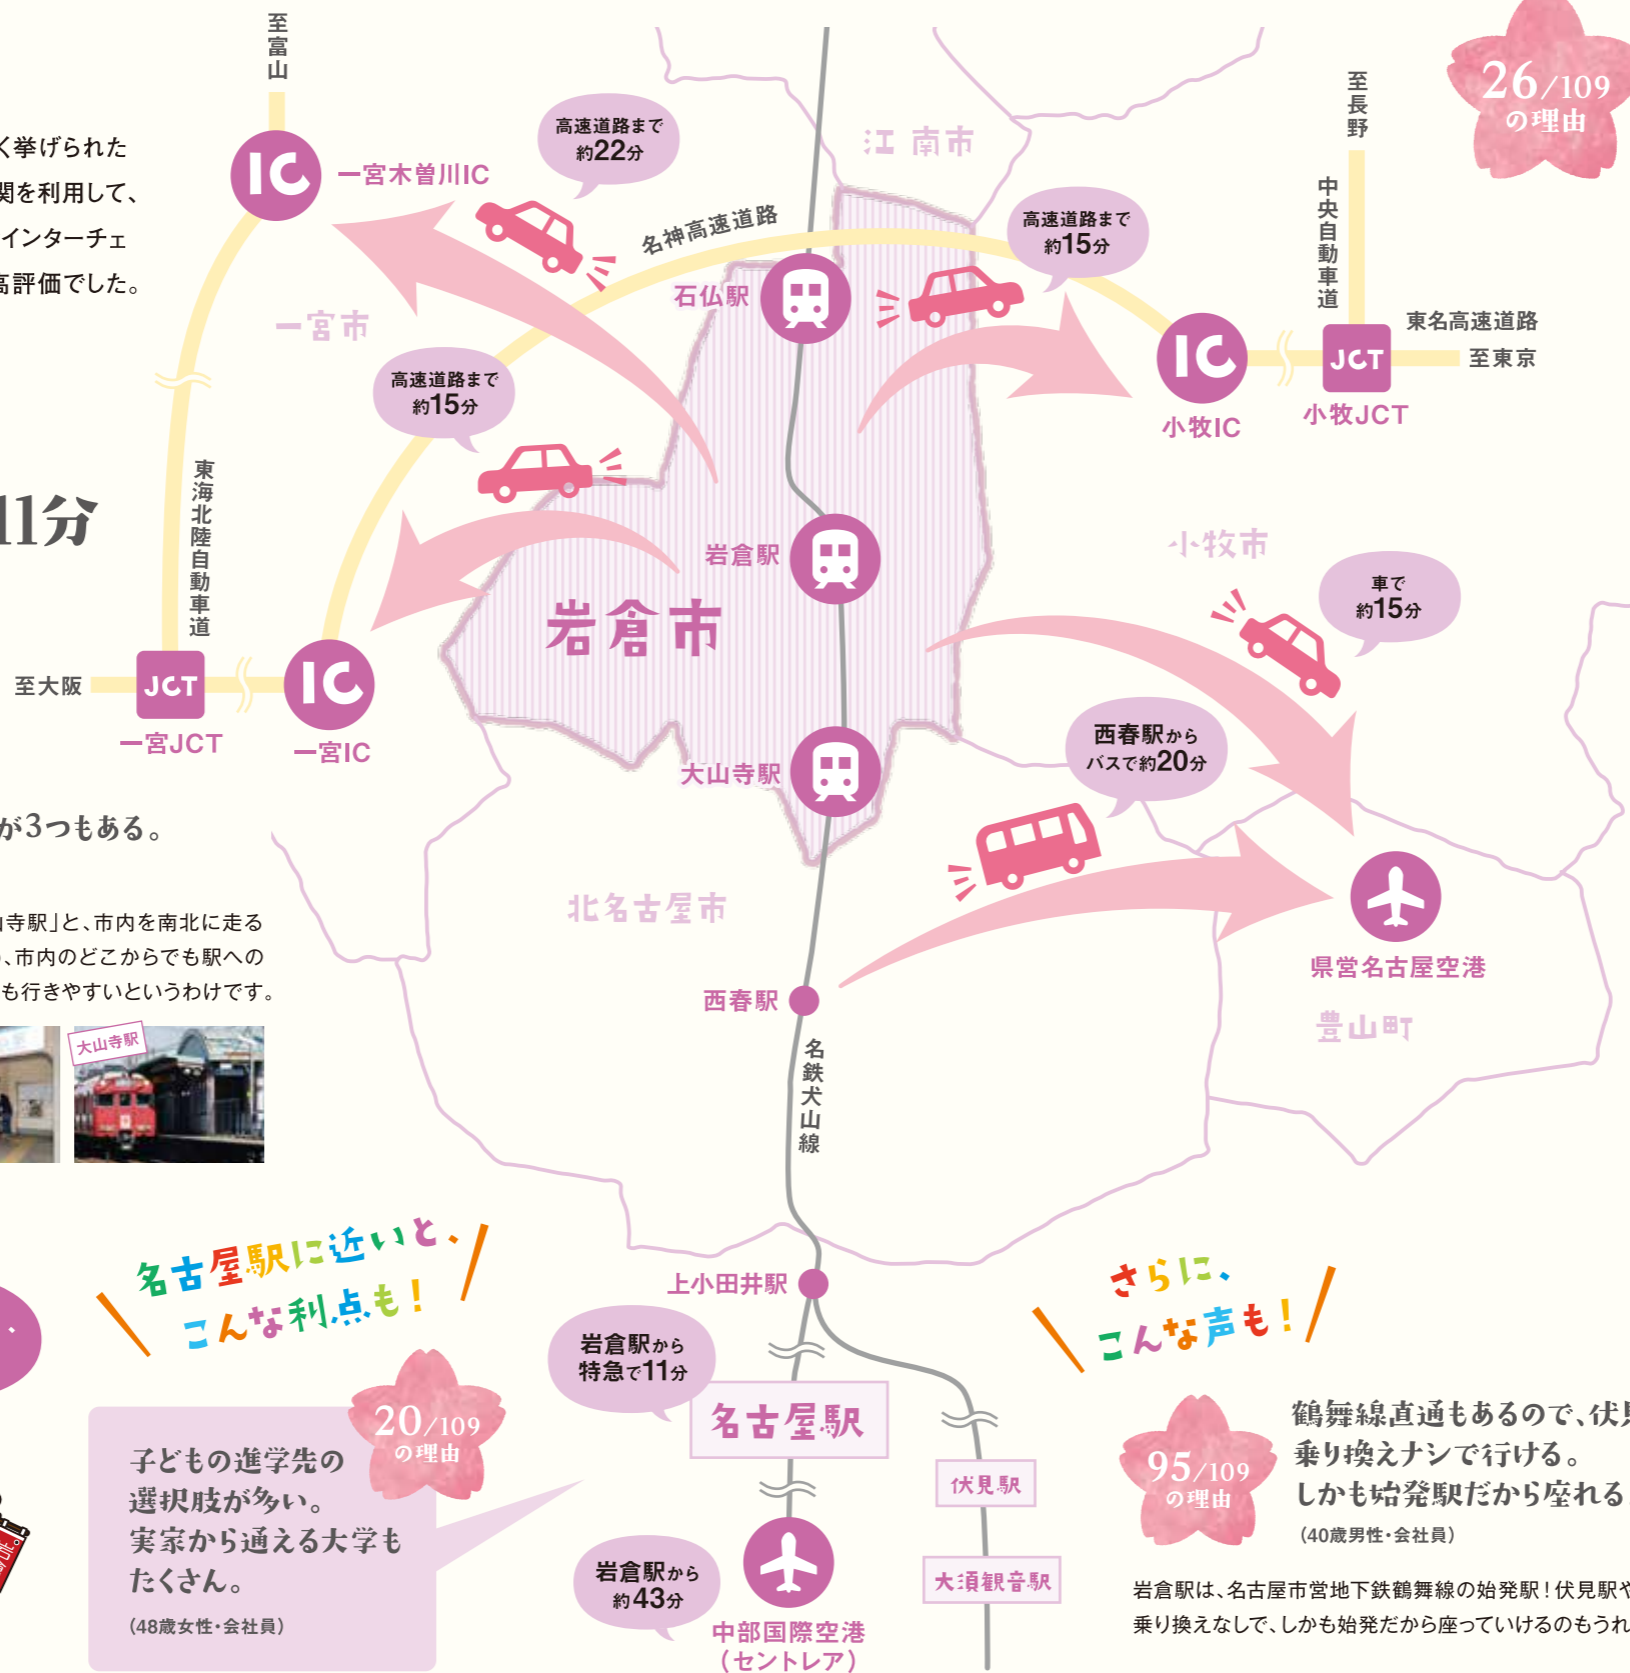 至富山
26/109
の理由
く挙げられた
関を利用して、
インターチェ
高評価でした。
IC
一宮木曽川IC
高速道路まで
約22分
江南市
至長野
中央自動車道
名神高速道路
高速道路まで
約15分
石仏駅
一宮市
東名高速道路
至東京
IC
JCT
小牧IC
小牧JCT
高速道路まで
約15分
東海北陸自動車道
11分
岩倉駅
小牧市
岩倉市
車で
約15分
至大阪
JCT
IC
一宮JCT
一宮IC
大山寺駅
西春駅から
バスで約20分
が3つもある。
北名古屋市
山寺駅」と、市内を南北に走る
、市内のどこからでも駅への
も行きやすいというわけです。
県営名古屋空港
西春駅
豊山町
大山寺駅
名鉄犬山線
名古屋駅に近いと、
こんな利点も!
上小田井駅
さらに、
こんな声も!
岩倉駅から
特急で11分
名古屋駅
20/109
の理由
子どもの進学先の
選択肢が多い。
実家から通える大学も
たくさん。
(48歳女性・会社員)
伏見駅
大須観音駅
岩倉駅から
約43分
中部国際空港
(セントレア)
95/109
の理由
鶴舞線直通もあるので、伏見
乗り換えナシで行ける。
しかも始発駅だから座れる
(40歳男性・会社員)
岩倉駅は、名古屋市営地下鉄鶴舞線の始発駅!伏見駅や
乗り換えなしで、しかも始発だから座っていけるのもうれ